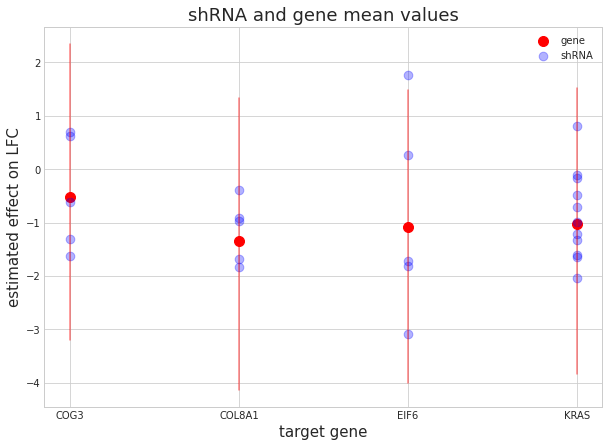 shRNA and gene mean values
gene
shRNA
estimated effect on LFC
2
1
0
−1
−2
−3
−4
COG3
COL8A1
EIF6
KRAS
target gene